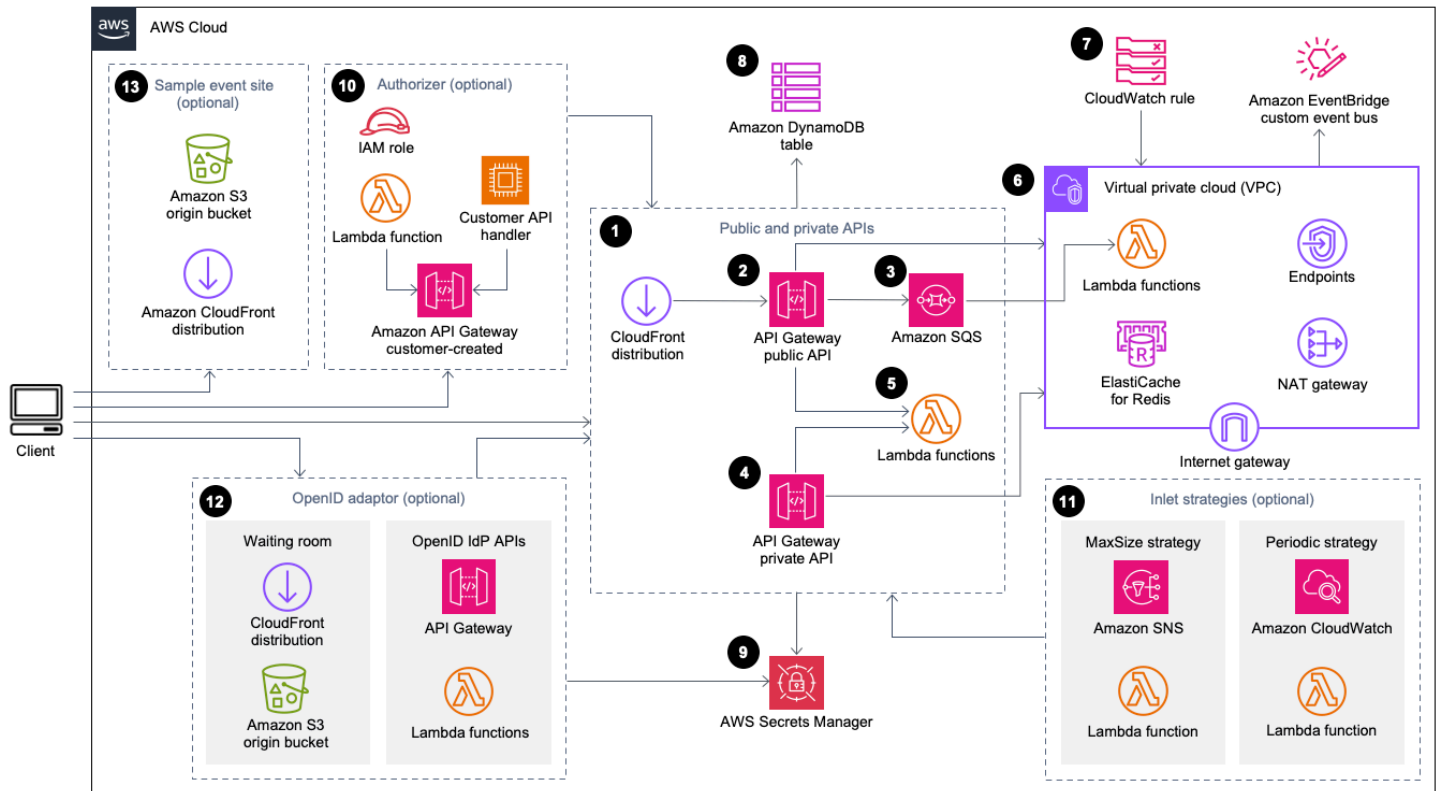 aws
AWS Cloud
13
Sample event site
(optional)
Amazon S3
origin bucket
Amazon CloudFront
distribution
10
Authorizer (optional)
IAM role
Lambda function
Customer API
handler
Amazon API Gateway
customer-created
8
Amazon DynamoDB
table
7
CloudWatch rule
Amazon EventBridge
custom event bus
1
Public and private APIs
CloudFront
distribution
2
API Gateway
public API
3
Amazon SQS
5
Lambda functions
4
API Gateway
private API
6
Virtual private cloud (VPC)
Lambda functions
Endpoints
R
ElastiCache
for Redis
NAT gateway
Internet gateway
Client
12
OpenID adaptor (optional)
Waiting room
CloudFront
distribution
Amazon S3
origin bucket
OpenID IdP APIs
API Gateway
Lambda functions
9
AWS Secrets Manager
11
Inlet strategies (optional)
MaxSize strategy
Amazon SNS
Lambda function
Periodic strategy
Amazon CloudWatch
Lambda function